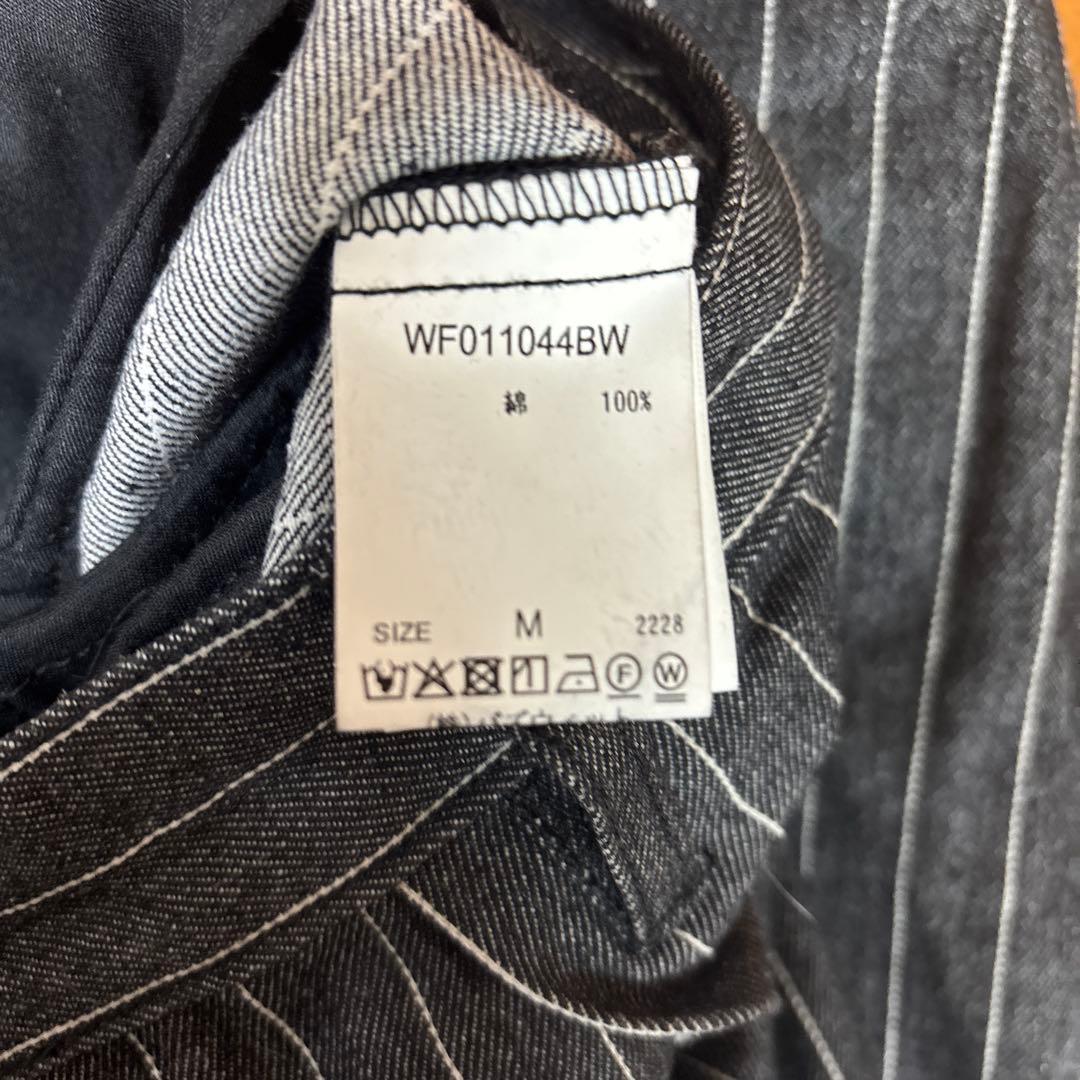 WF011044BW
綿 100%
SIZE M 2228
F W